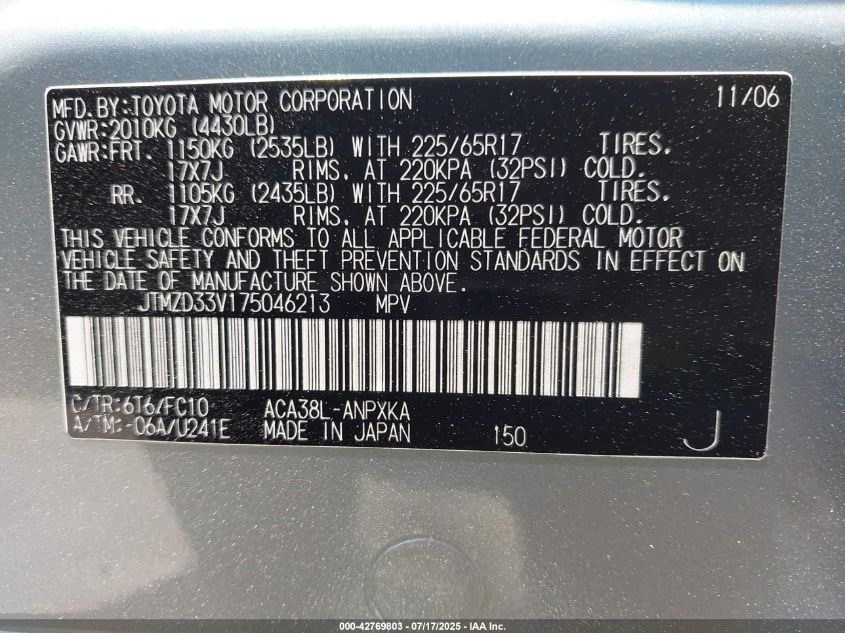 MFD. BY: TOYOTA MOTOR CORPORATION 11/06
GVWR: 2010KG (4430LB)
GAWR: FRT. 1150KG (2535LB) WITH 225/65R17 TIRES.
17X7J RIMS, AT 220KPA (32PSI) COLD.
RR. 1105KG (2435LB) WITH 225/65R17 TIRES.
17X7J RIMS, AT 220KPA (32PSI) COLD.
THIS VEHICLE CONFORMS TO ALL APPLICABLE FEDERAL MOTOR
VEHICLE SAFETY AND THEFT PREVENTION STANDARDS IN EFFECT ON
THE DATE OF MANUFACTURE SHOWN ABOVE.
JTMZD33V175046213 MPV
C/TR: 6T6/FC10 ACA38L-ANPXKA
A/TM: -06A/U241E MADE IN JAPAN 150 J
000-42769803 - 07/17/2025 - IAA Inc.